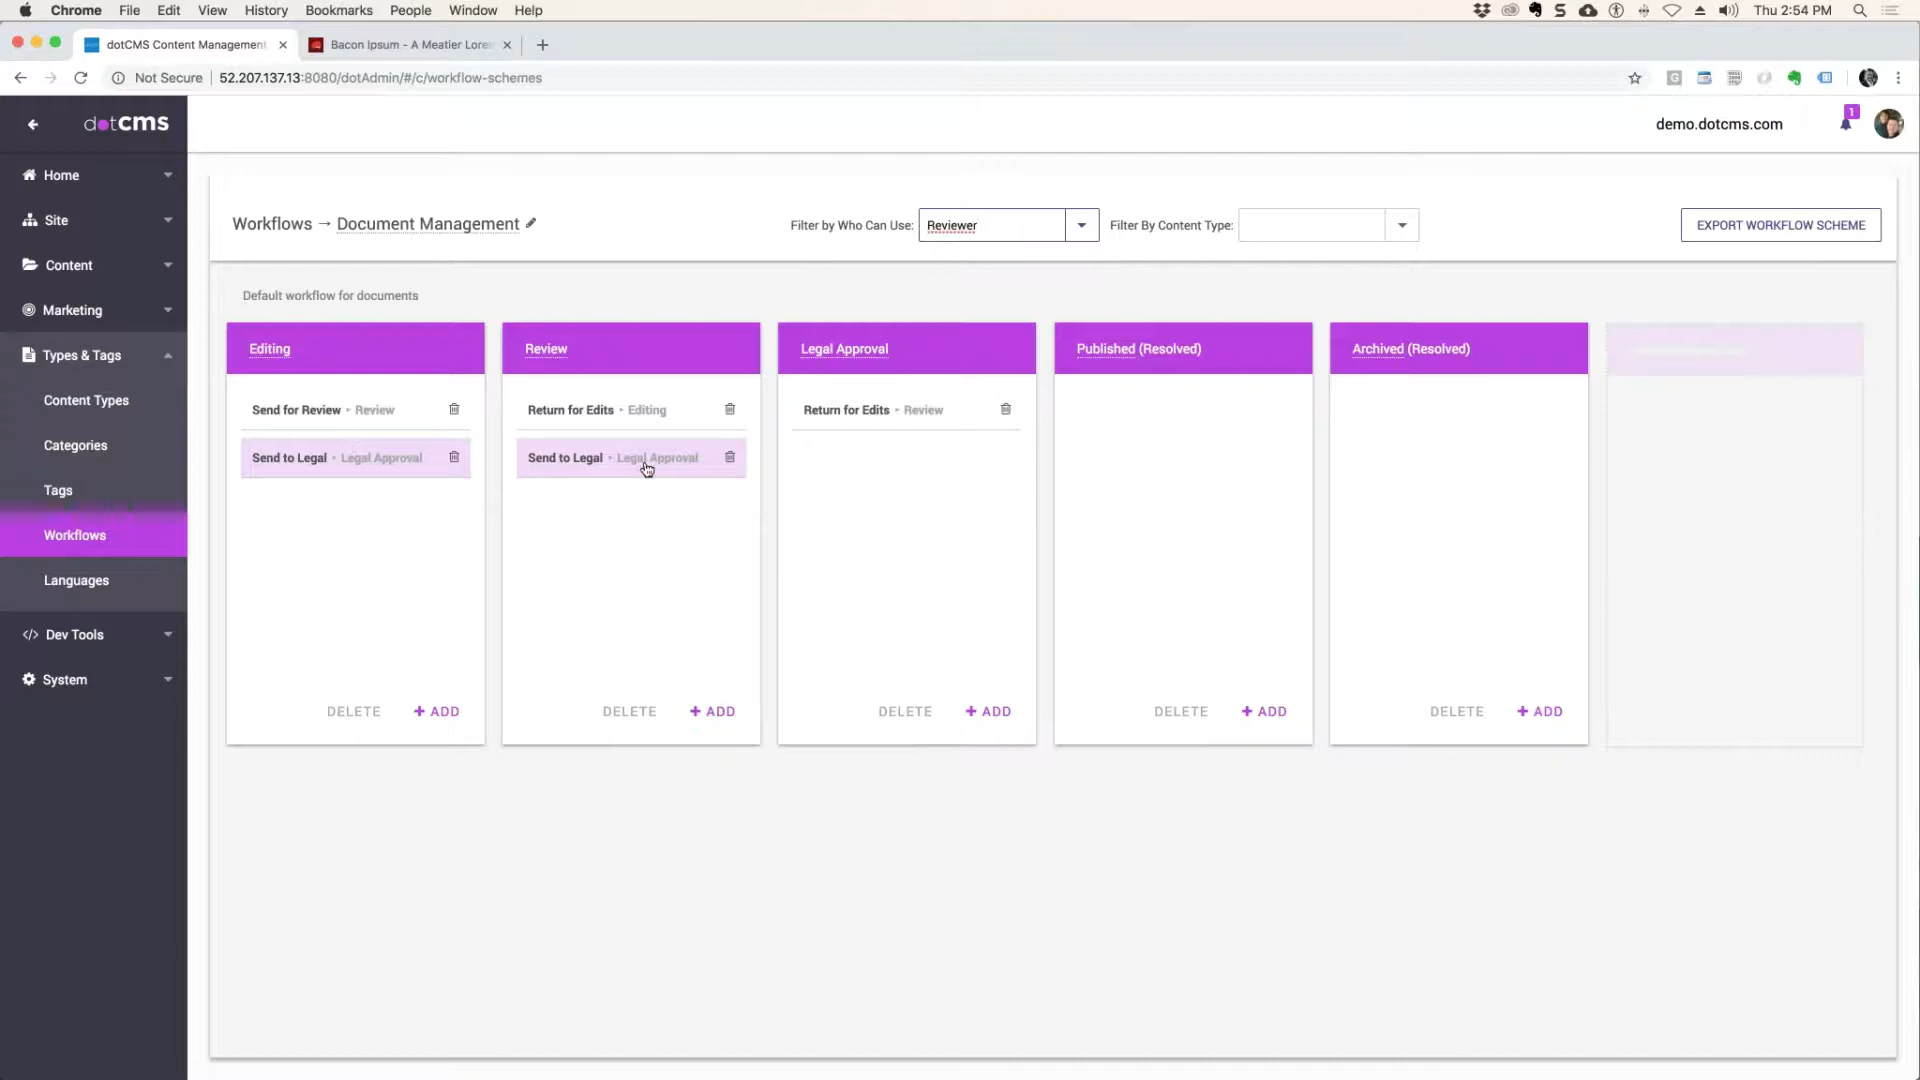 Chrome File Edit View History Bookmarks People Window Help Thu 2:54 PM
dotCMS Content Management Bacon Ipsum - A Meatier Lore
Not Secure 52.207.137.13:8080/dotAdmin/#/c/workflow-schemes
dotCMS demo.dotcms.com 1
Home
Site
Content
Marketing
Types & Tags
Content Types
Categories
Tags
Workflows
Languages
Dev Tools
System
Workflows → Document Management Filter by Who Can Use: Reviewer Filter By Content Type: EXPORT WORKFLOW SCHEME
Default workflow for documents
Editing
Send for Review Review
Send to Legal Legal Approval
DELETE + ADD
Review
Return for Edits Editing
Send to Legal Legal Approval
DELETE + ADD
Legal Approval
Return for Edits Review
DELETE + ADD
Published (Resolved)
DELETE + ADD
Archived (Resolved)
DELETE + ADD